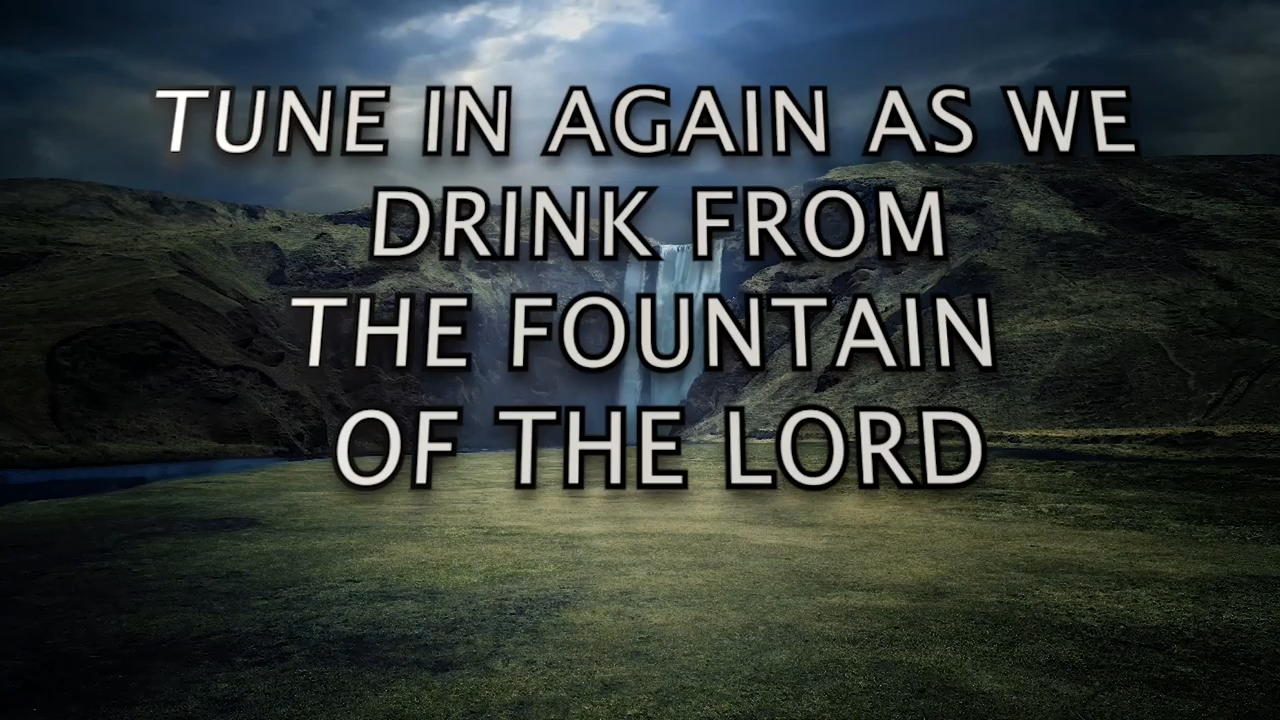 TUNE IN AGAIN AS WE
DRINK FROM
THE FOUNTAIN
OF THE LORD